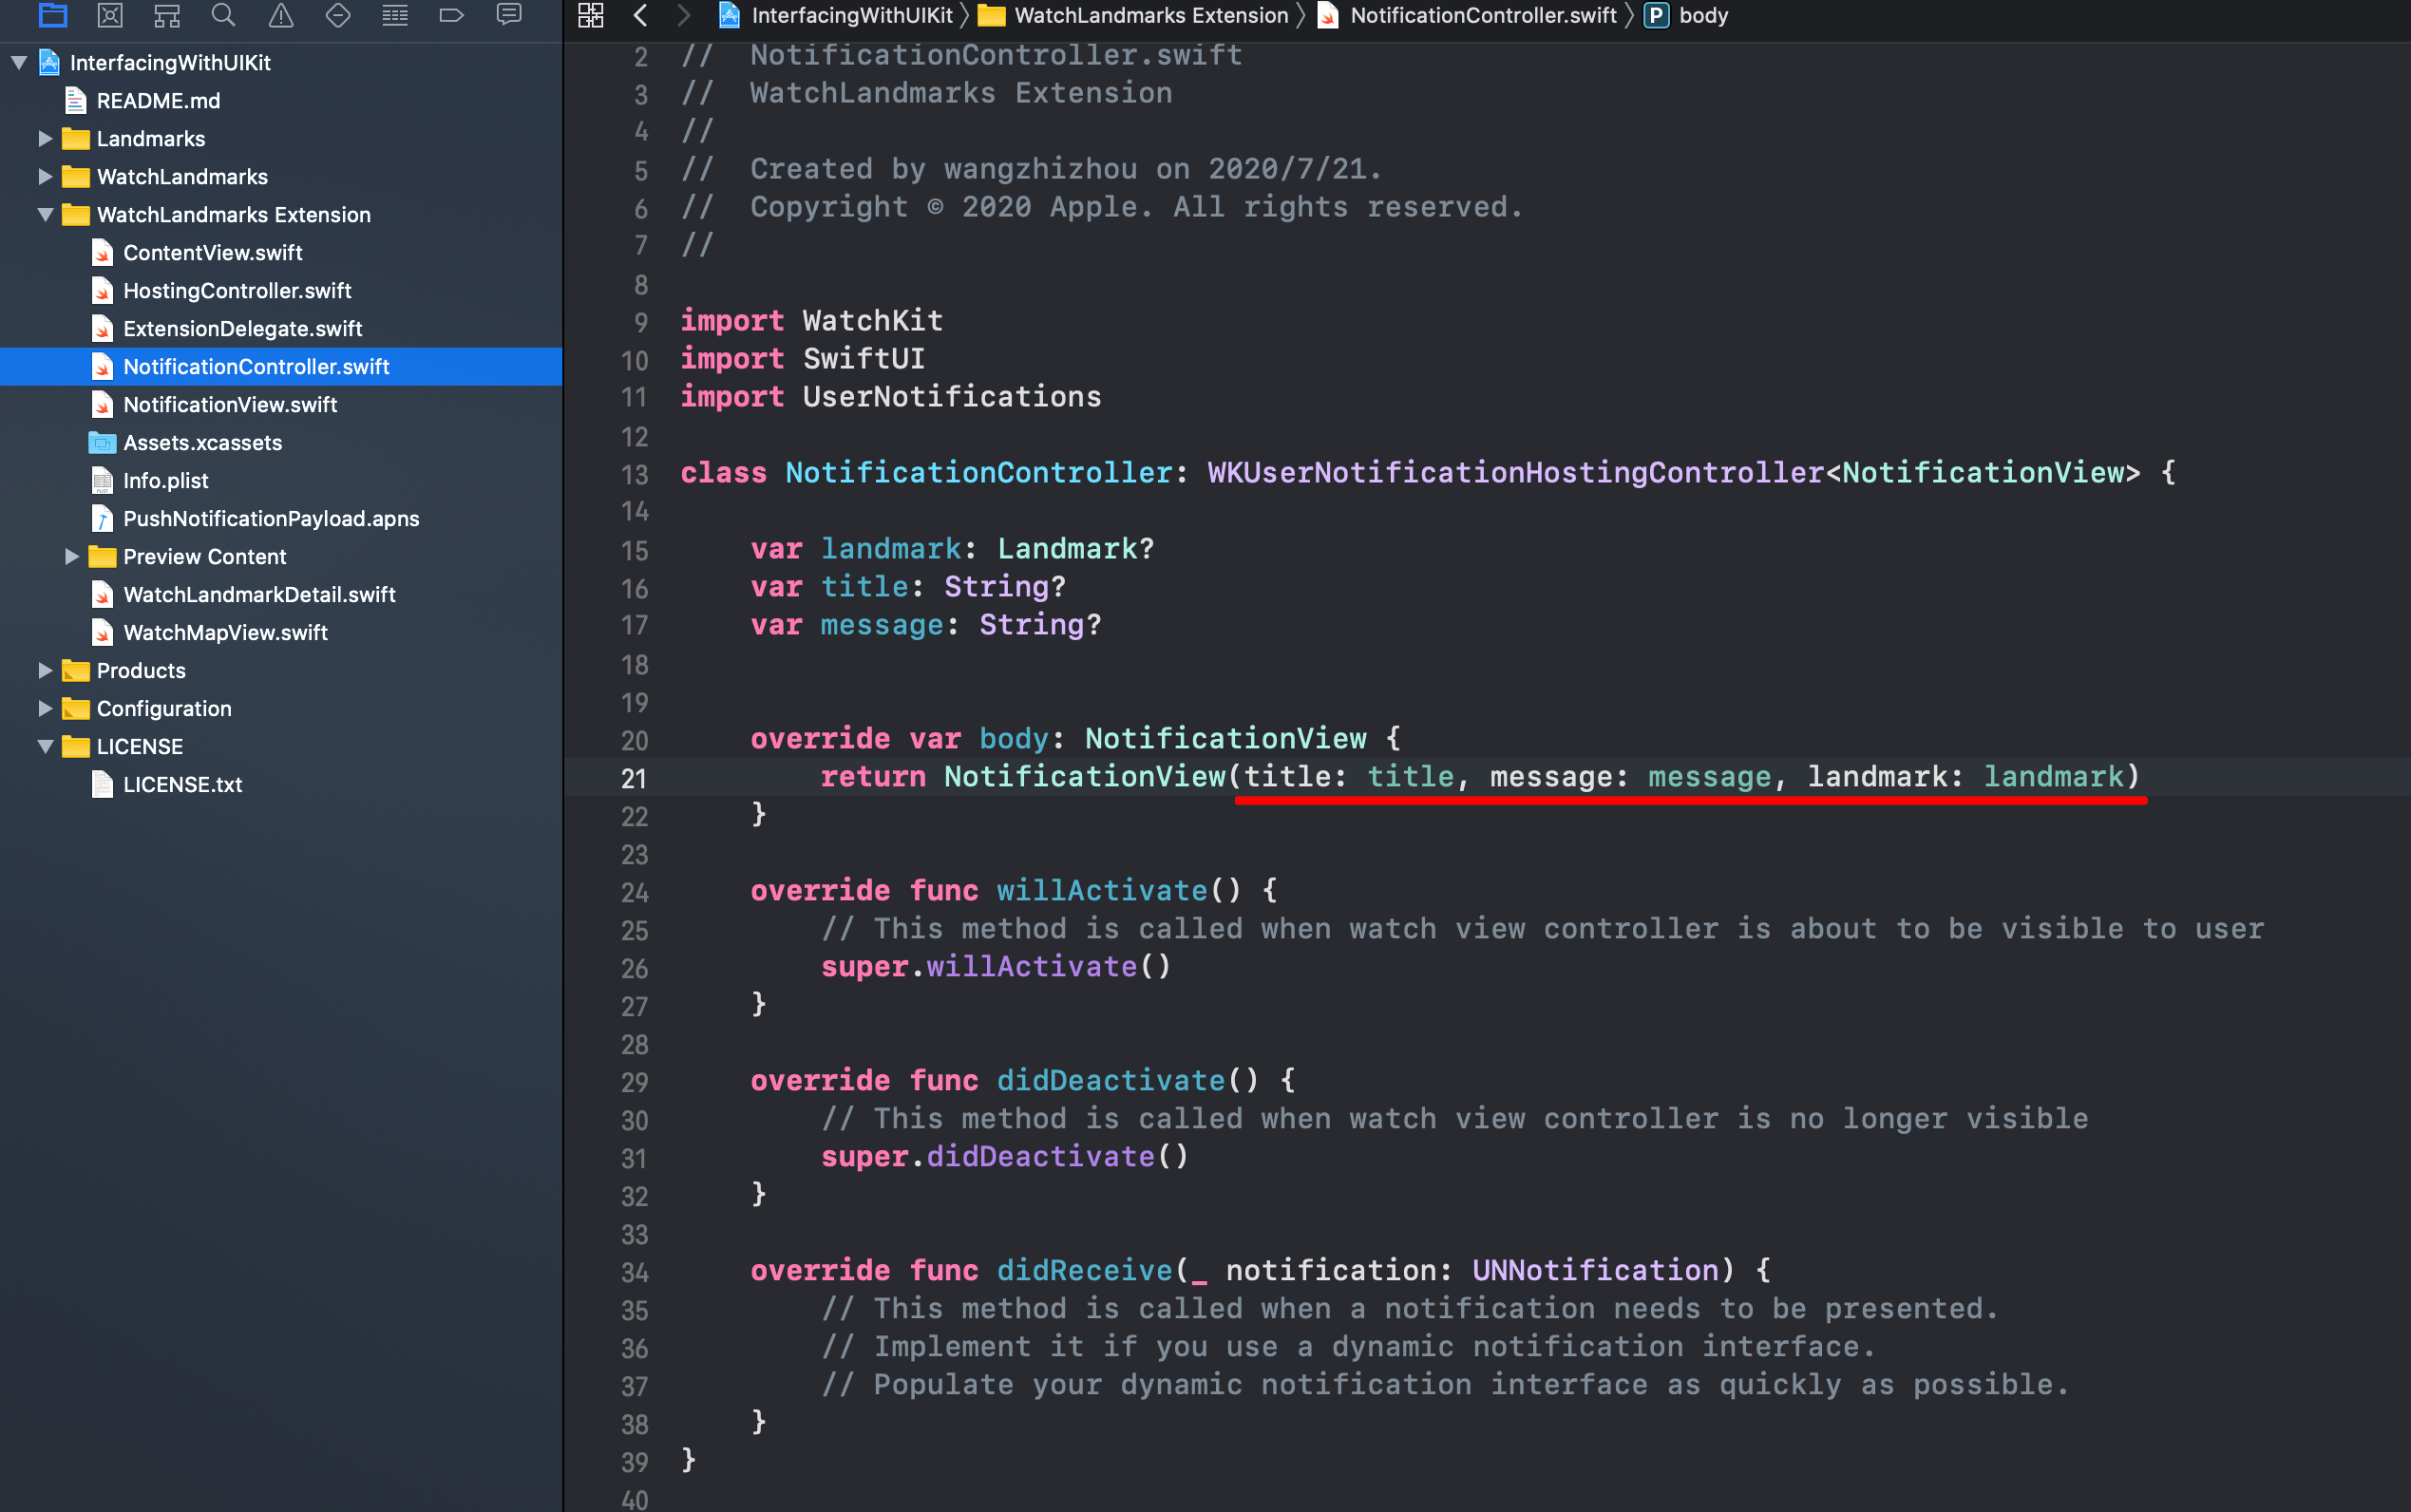 InterfacingWithUIKit
README.md
Landmarks
WatchLandmarks
WatchLandmarks Extension
ContentView.swift
HostingController.swift
ExtensionDelegate.swift
NotificationController.swift
NotificationView.swift
Assets.xcassets
Info.plist
PushNotificationPayload.apns
Preview Content
WatchLandmarkDetail.swift
WatchMapView.swift
Products
Configuration
LICENSE
LICENSE.txt
InterfacingWithUIKit 〉 WatchLandmarks Extension 〉 NotificationController.swift 〉 P body
2 //  NotificationController.swift
3 //  WatchLandmarks Extension
4 //
5 //  Created by wangzhizhou on 2020/7/21.
6 //  Copyright © 2020 Apple. All rights reserved.
7 //
8
9 import WatchKit
10 import SwiftUI
11 import UserNotifications
12
13 class NotificationController: WKUserNotificationHostingController<NotificationView> {
14
15     var landmark: Landmark?
16     var title: String?
17     var message: String?
18
19
20     override var body: NotificationView {
21         return NotificationView(title: title, message: message, landmark: landmark)
22     }
23
24     override func willActivate() {
25         // This method is called when watch view controller is about to be visible to user
26         super.willActivate()
27     }
28
29     override func didDeactivate() {
30         // This method is called when watch view controller is no longer visible
31         super.didDeactivate()
32     }
33
34     override func didReceive(_ notification: UNNotification) {
35         // This method is called when a notification needs to be presented.
36         // Implement it if you use a dynamic notification interface.
37         // Populate your dynamic notification interface as quickly as possible.
38     }
39 }
40